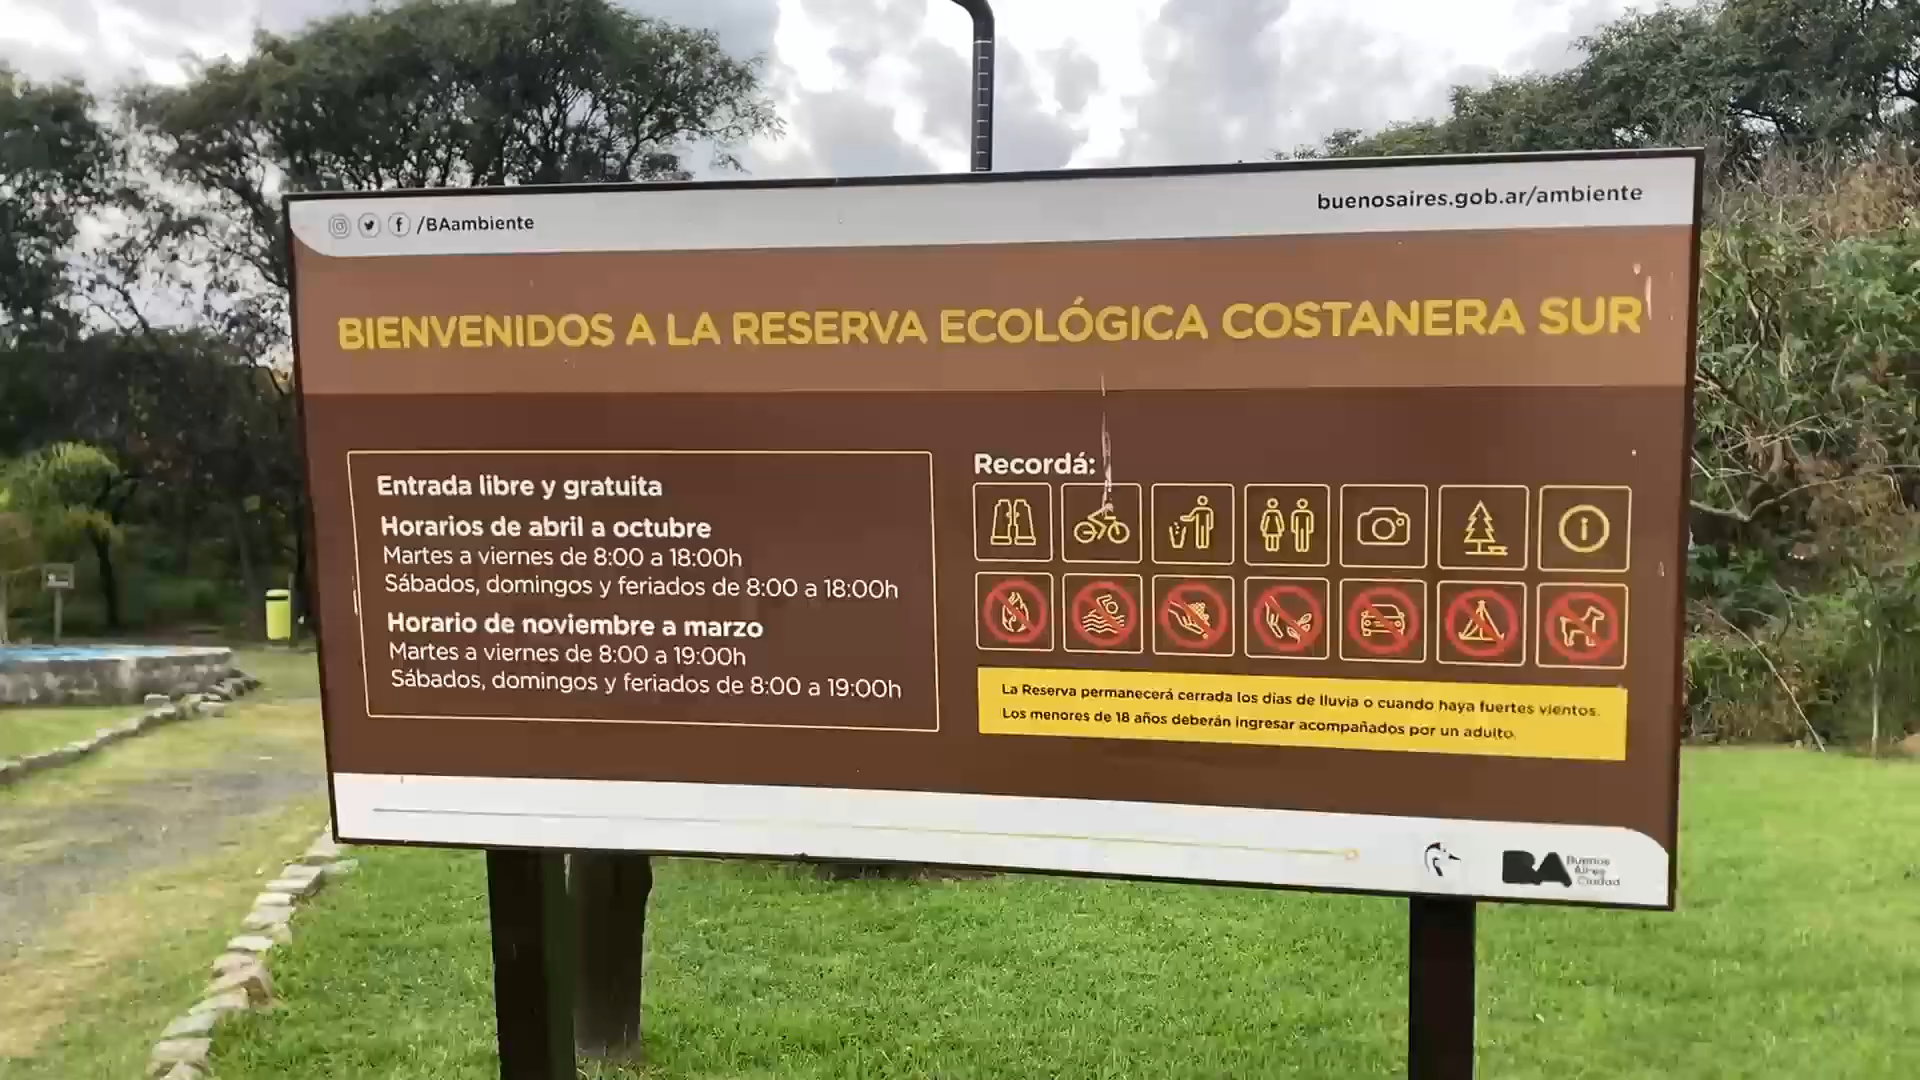 /BAambiente
buenosaires.gob.ar/ambiente
BIENVENIDOS A LA RESERVA ECOLÓGICA COSTANERA SUR
Entrada libre y gratuita
Horarios de abril a octubre
Martes a viernes de 8:00 a 18:00h
Sábados, domingos y feriados de 8:00 a 18:00h
Horario de noviembre a marzo
Martes a viernes de 8:00 a 19:00h
Sábados, domingos y feriados de 8:00 a 19:00h
Recordá:
La Reserva permanecerá cerrada los días de lluvia o cuando haya fuertes vientos.
Los menores de 18 años deberán ingresar acompañados por un adulto.
BA
Buenos
Aires
Ciudad